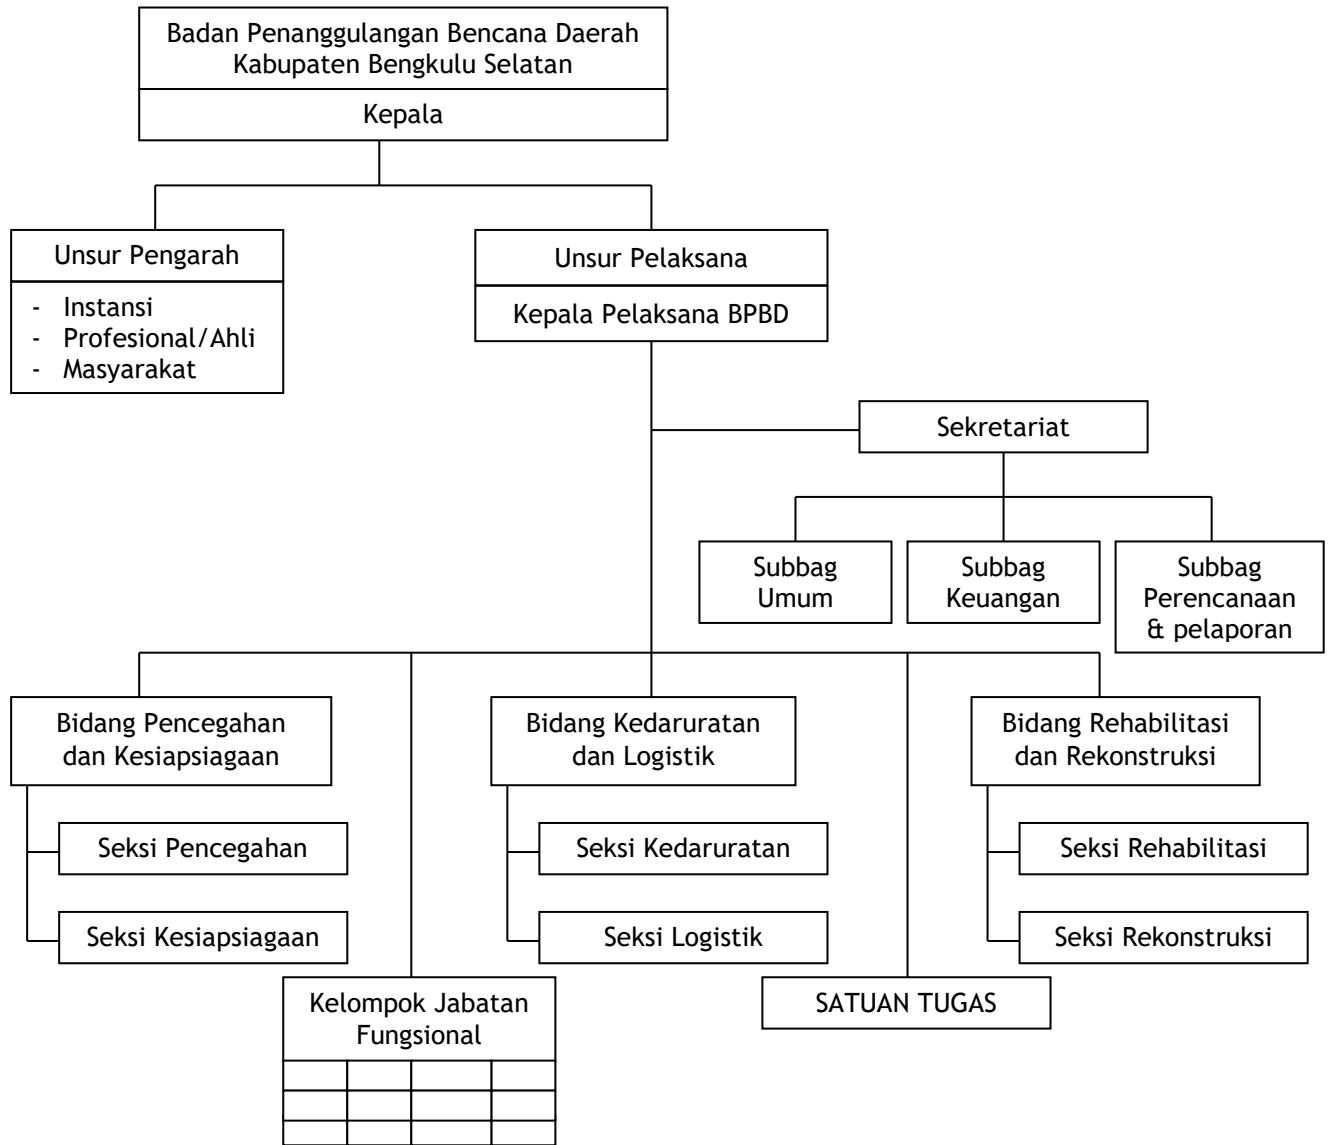 Badan Penanggulangan Bencana Daerah
Kabupaten Bengkulu Selatan
Kepala
Unsur Pengarah
- Instansi
- Profesional/Ahli
- Masyarakat
Unsur Pelaksana
Kepala Pelaksana BPBD
Sekretariat
Subbag
Umum
Subbag
Keuangan
Subbag
Perencanaan
& pelaporan
Bidang Pencegahan
dan Kesiapsiagaan
Seksi Pencegahan
Seksi Kesiapsiagaan
Bidang Kedaruratan
dan Logistik
Seksi Kedaruratan
Seksi Logistik
Bidang Rehabilitasi
dan Rekonstruksi
Seksi Rehabilitasi
Seksi Rekonstruksi
Kelompok Jabatan
Fungsional
SATUAN TUGAS